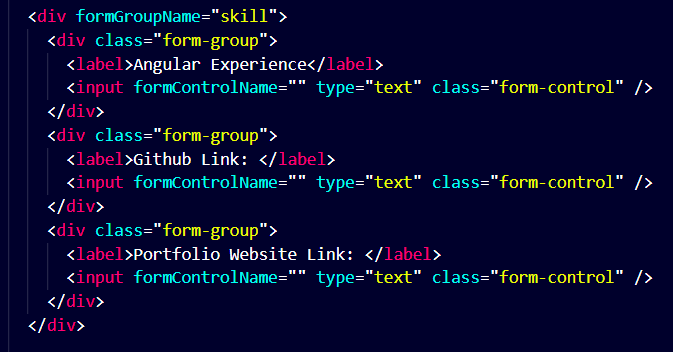 <div formGroupName="skill">
<div class="form-group">
<label>Angular Experience</label>
<input formControlName="" type="text" class="form-control" />
</div>
<div class="form-group">
<label>Github Link: </label>
<input formControlName="" type="text" class="form-control" />
</div>
<div class="form-group">
<label>Portfolio Website Link: </label>
<input formControlName="" type="text" class="form-control" />
</div>
</div>